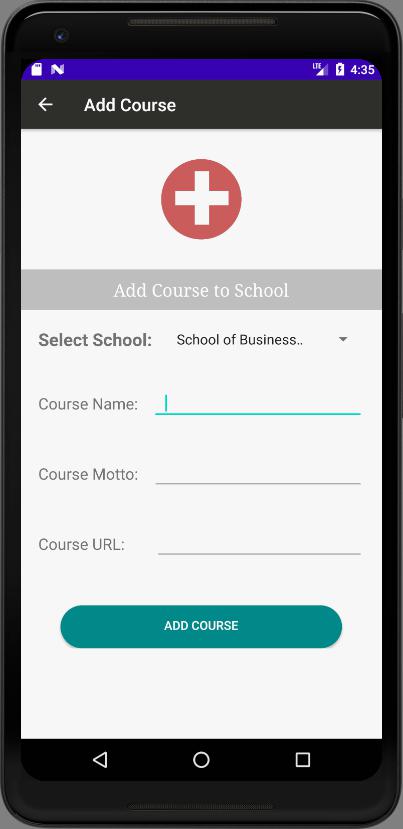 LTE 4:35
Add Course
Add Course to School
Select School: School of Business..
Course Name:
Course Motto:
Course URL:
ADD COURSE